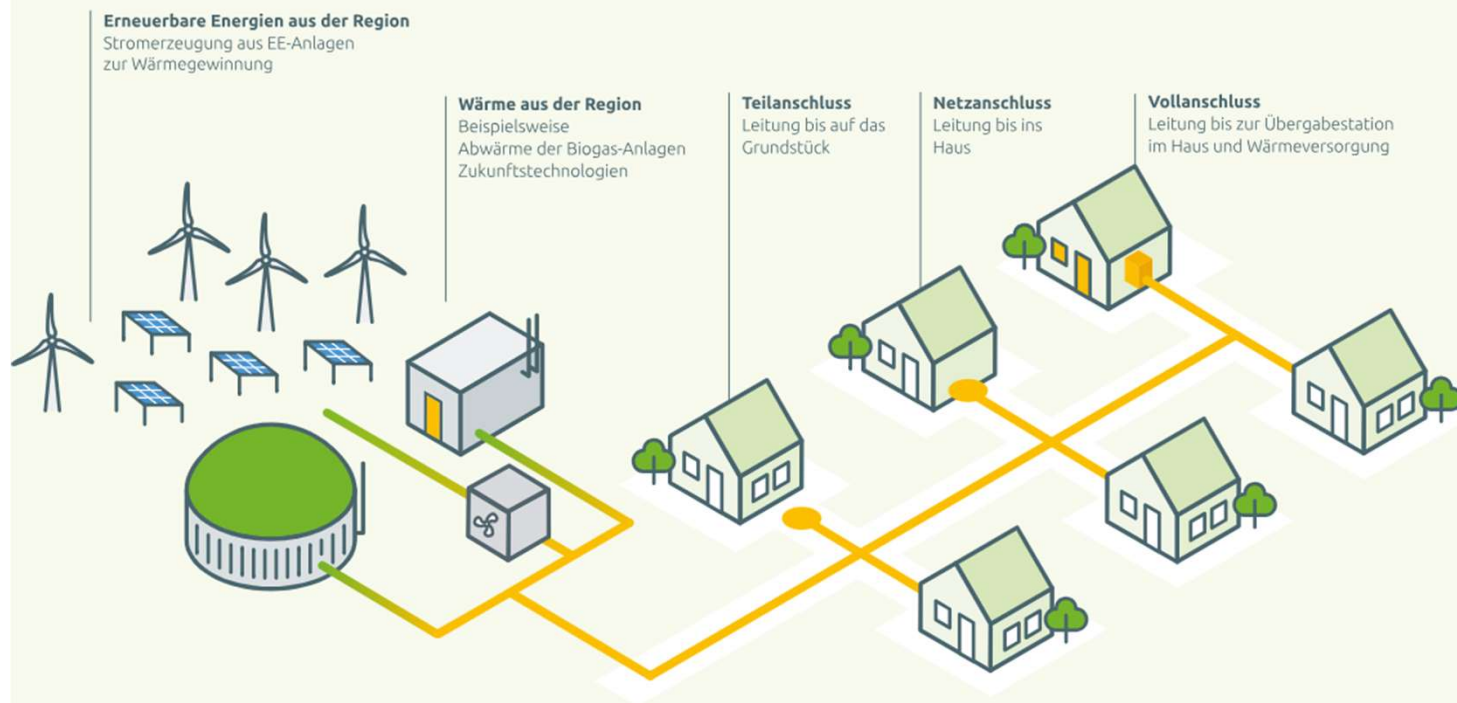 Erneuerbare Energien aus der Region
Stromerzeugung aus EE-Anlagen
zur Wärmegewinnung
Wärme aus der Region
Beispielsweise
Abwärme der Biogas-Anlagen
Zukunftstechnologien
Teilanschluss
Leitung bis auf das
Grundstück
Netzanschluss
Leitung bis ins
Haus
Vollanschluss
Leitung bis zur Übergabestation
im Haus und Wärmeversorgung